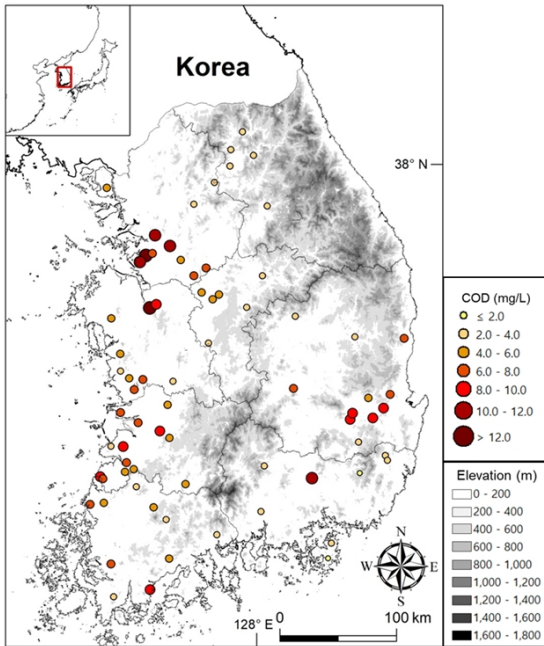 Korea
38° N
COD (mg/L)
≤ 2.0
2.0 - 4.0
4.0 - 6.0
6.0 - 8.0
8.0 - 10.0
10.0 - 12.0
> 12.0
Elevation (m)
0 - 200
200 - 400
400 - 600
600 - 800
800 - 1,000
1,000 - 1,200
1,200 - 1,400
1,400 - 1,600
1,600 - 1,800
N
W E
S
128° E
0 100 km